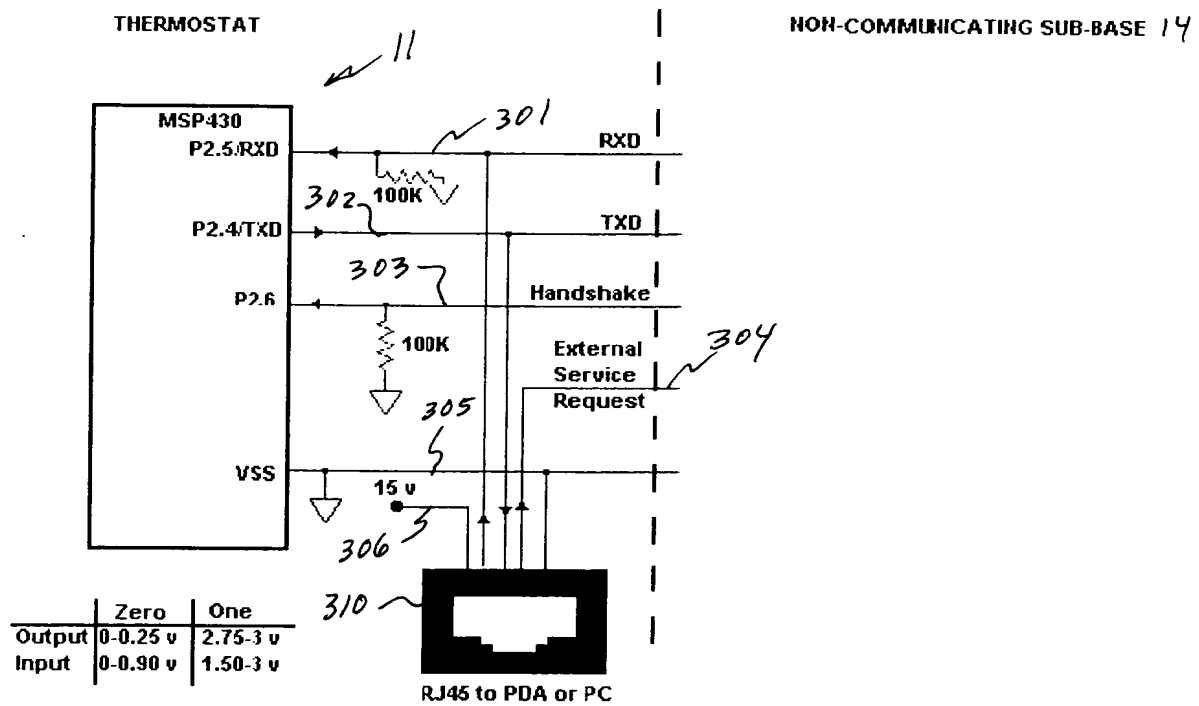 THERMOSTAT
NON-COMMUNICATING SUB-BASE 14
11
MSP430
301
P2.5/RXD
RXD
100K
302
P2.4/TXD
TXD
303
P2.6
Handshake
100K
External
Service
Request
304
305
VSS
15 v
306
310
Zero One
Output 0-0.25 v 2.75-3 v
Input 0-0.90 v 1.50-3 v
RJ45 to PDA or PC